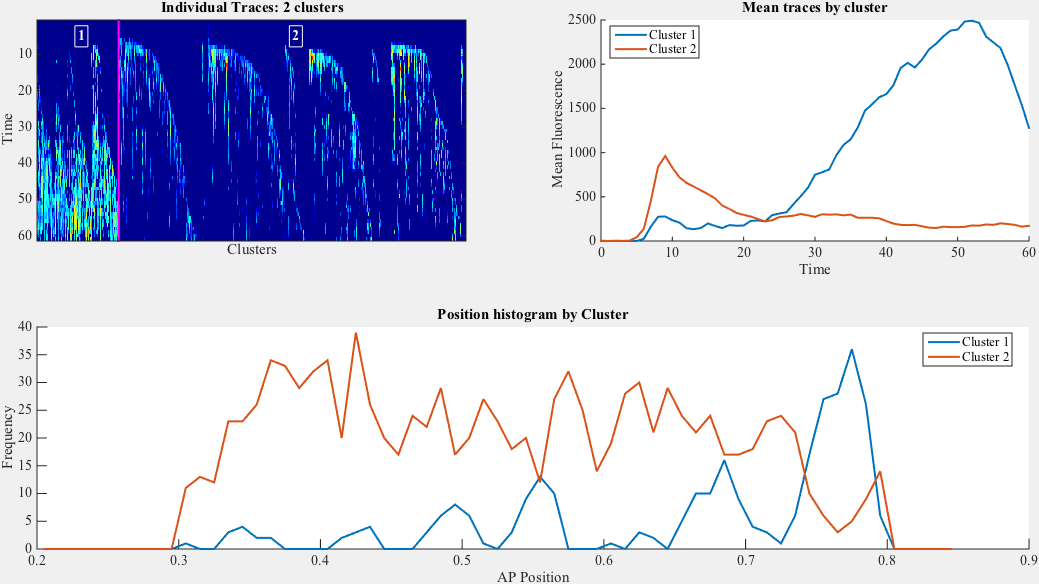 Individual Traces: 2 clusters
1
2
10
20
30
40
50
60
Time
Clusters
Mean traces by cluster
Cluster 1
Cluster 2
2500
2000
1500
1000
500
0
Mean Fluorescence
0 10 20 30 40 50 60
Time
Position histogram by Cluster
Cluster 1
Cluster 2
40
35
30
25
20
15
10
5
0
Frequency
0.2 0.3 0.4 0.5 0.6 0.7 0.8 0.9
AP Position